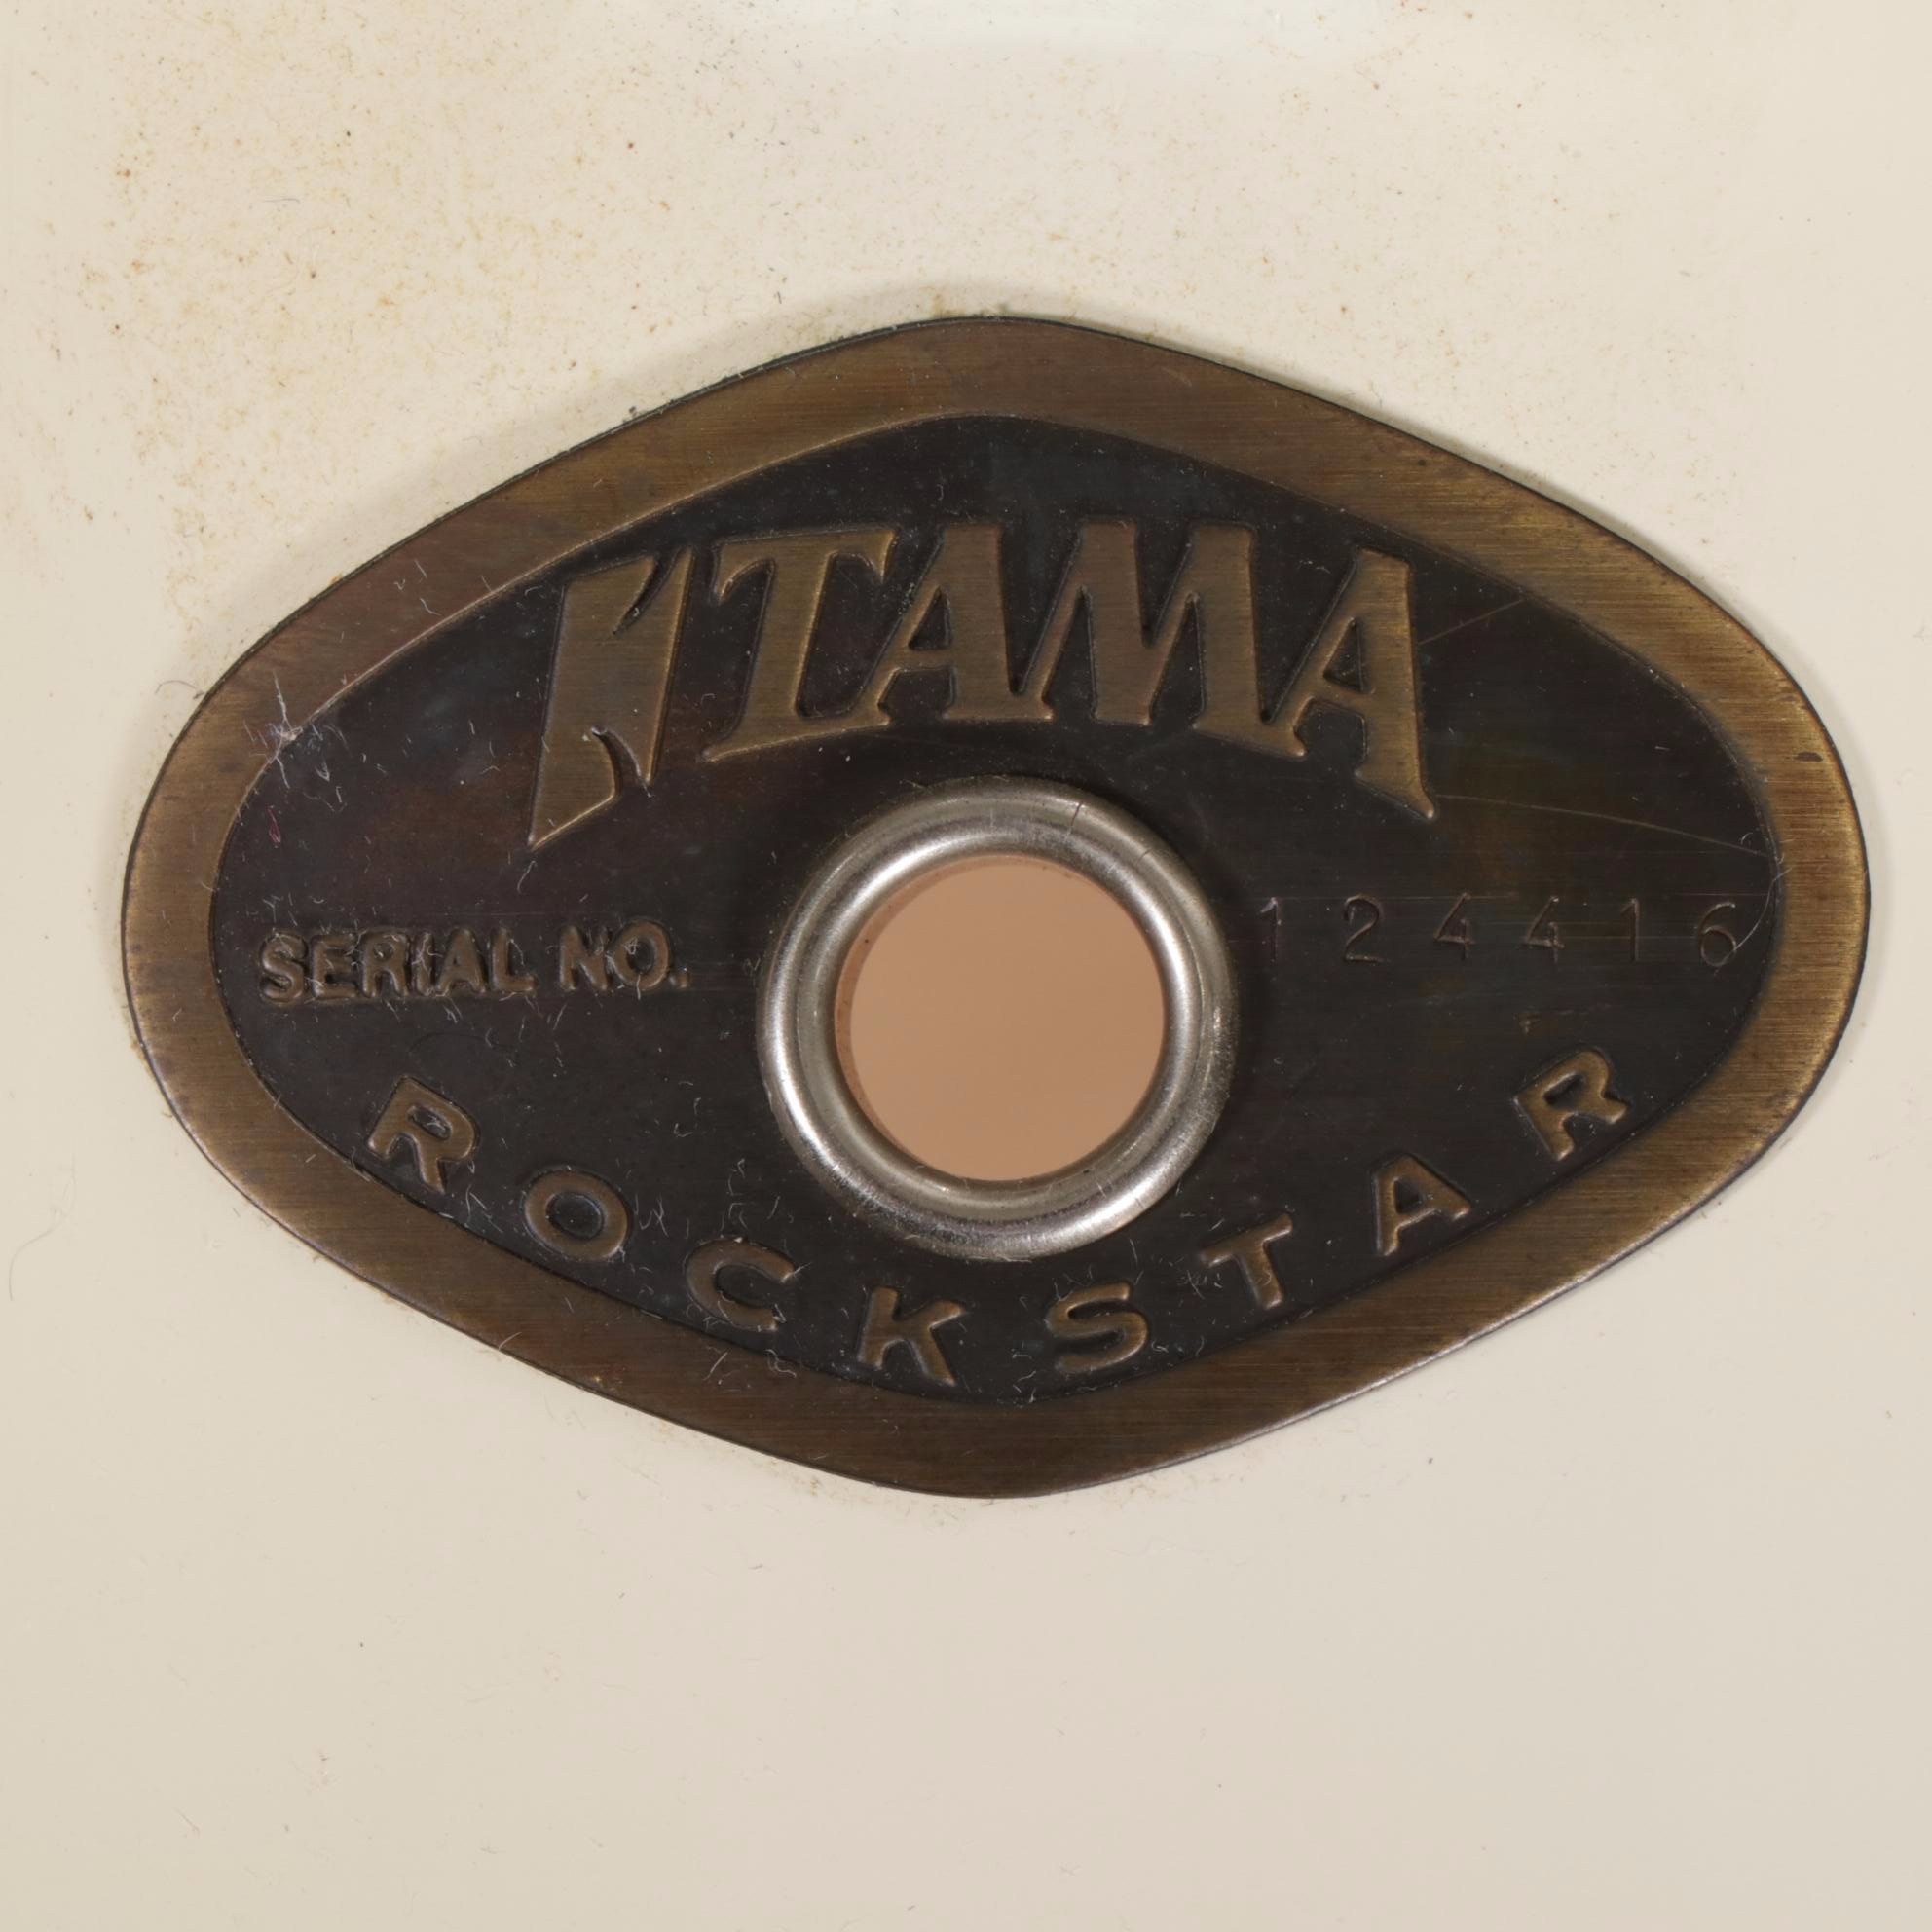 TAMA
SERIAL NO. 124416
ROCKSTAR